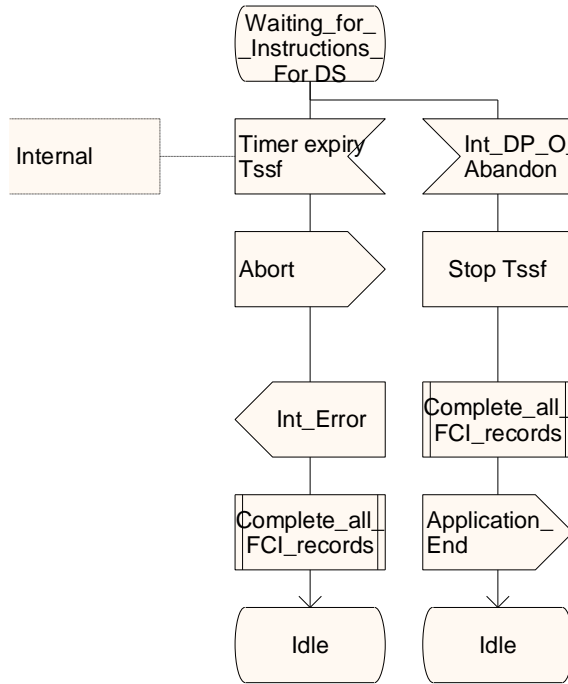 Waiting_for_
_Instructions_
For DS
Internal
Timer expiry
Tssf
Int_DP_O_
Abandon
Abort
Stop Tssf
Int_Error
Complete_all_
FCI_records
Complete_all_
FCI_records
Application_
End
Idle
Idle